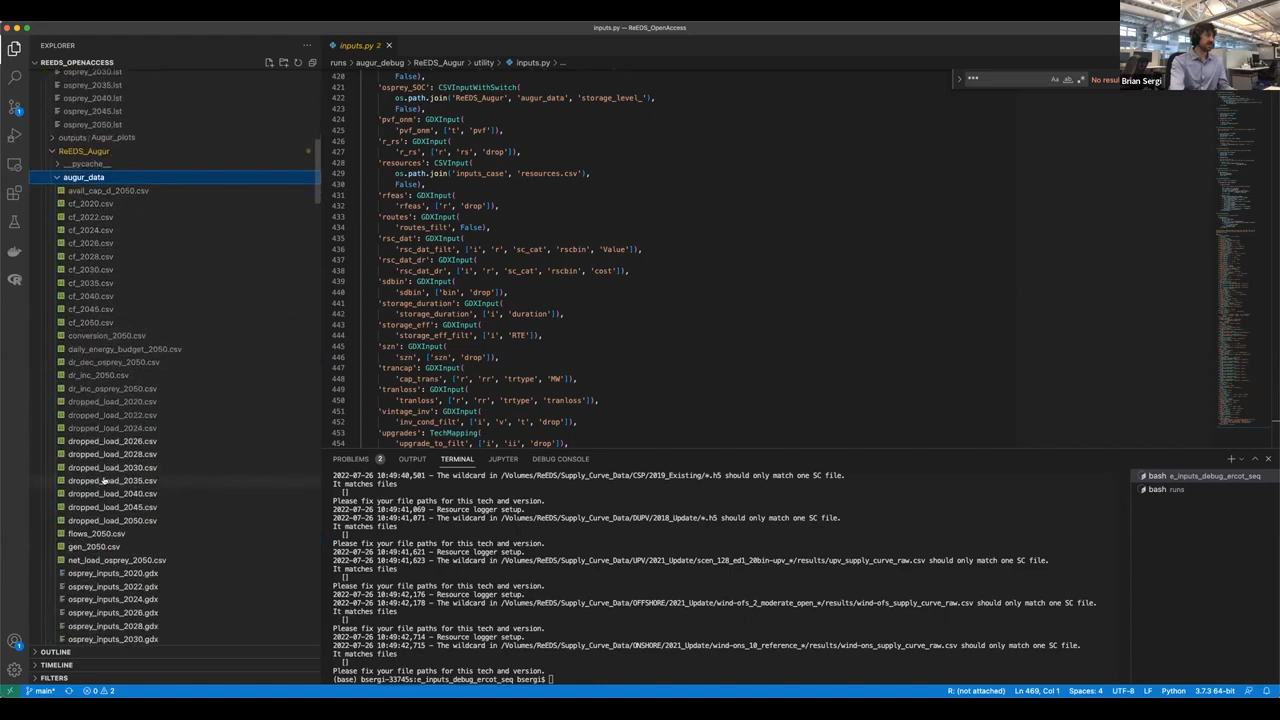 inputs.py — ReEDS_OpenAccess
Brian Sergi
EXPLORER
REEDS_OPENACCESS
osprey_2030.lst
osprey_2035.lst
osprey_2040.lst
osprey_2045.lst
osprey_2050.lst
outputs/Augur_plots
ReEDS_Augur
__pycache__
augur_data
avail_cap_d_2050.csv
cf_2020.csv
cf_2022.csv
cf_2024.csv
cf_2026.csv
cf_2028.csv
cf_2030.csv
cf_2035.csv
cf_2040.csv
cf_2045.csv
cf_2050.csv
conversion_2050.csv
daily_energy_budget_2050.csv
dr_dec_osprey_2050.csv
dr_inc_2050.csv
dr_inc_osprey_2050.csv
dropped_load_2020.csv
dropped_load_2022.csv
dropped_load_2024.csv
dropped_load_2026.csv
dropped_load_2028.csv
dropped_load_2030.csv
dropped_load_2035.csv
dropped_load_2040.csv
dropped_load_2045.csv
dropped_load_2050.csv
flows_2050.csv
gen_2050.csv
net_load_osprey_2050.csv
osprey_inputs_2020.gdx
osprey_inputs_2022.gdx
osprey_inputs_2024.gdx
osprey_inputs_2026.gdx
osprey_inputs_2028.gdx
osprey_inputs_2030.gdx
OUTLINE
TIMELINE
FILTERS
inputs.py 2
runs > augur_debug > ReEDS_Augur > utility > inputs.py > ...
*** No resul
420 False),
421 'osprey_SOC': CSVInputWithSwitch(
422 os.path.join('ReEDS_Augur', 'augur_data', 'storage_level_'),
423 False),
424 'pvf_onm': GDXInput(
425 'pvf_onm', ['t', 'pvf']),
426 'r_rs': GDXInput(
427 'r_rs', ['r', 'rs', 'drop']),
428 'resources': CSVInput(
429 os.path.join('inputs_case', 'resources.csv'),
430 False),
431 'rfeas': GDXInput(
432 'rfeas', ['r', 'drop']),
433 'routes': GDXInput(
434 'routes_filt', False),
435 'rsc_dat': GDXInput(
436 'rsc_dat_filt', ['i', 'r', 'sc_cat', 'rscbin', 'Value']),
437 'rsc_dat_dr': GDXInput(
438 'rsc_dat_dr', ['i', 'r', 'sc_cat', 'rscbin', 'cost']),
439 'sdbin': GDXInput(
440 'sdbin', ['bin', 'drop']),
441 'storage_duration': GDXInput(
442 'storage_duration', ['i', 'duration']),
443 'storage_eff': GDXInput(
444 'storage_eff_filt', ['i', 'RTE']),
445 'szn': GDXInput(
446 'szn', ['szn', 'drop']),
447 'trancap': GDXInput(
448 'cap_trans', ['r', 'rr', 'trtype', 'MW']),
449 'tranloss': GDXInput(
450 'tranloss', ['r', 'rr', 'trtype', 'tranloss']),
451 'vintage_inv': GDXInput(
452 'inv_cond_filt', ['i', 'v', 't', 'drop']),
453 'upgrades': TechMapping(
454 'upgrade_to_filt', ['i', 'ii', 'drop']),
PROBLEMS 2 OUTPUT TERMINAL JUPYTER DEBUG CONSOLE
2022-07-26 10:49:40,501 - The wildcard in /Volumes/ReEDS/Supply_Curve_Data/CSP/2019_Existing/*.h5 should only match one SC file.
It matches files
[]
Please fix your file paths for this tech and version.
2022-07-26 10:49:41,069 - Resource logger setup.
2022-07-26 10:49:41,071 - The wildcard in /Volumes/ReEDS/Supply_Curve_Data/DUPV/2018_Update/*.h5 should only match one SC file.
It matches files
[]
Please fix your file paths for this tech and version.
2022-07-26 10:49:41,621 - Resource logger setup.
2022-07-26 10:49:41,623 - The wildcard in /Volumes/ReEDS/Supply_Curve_Data/UPV/2021_Update/scen_128_ed1_20bin-upv_*/results/upv_supply_curve_raw.csv should only match one SC file.
It matches files
[]
Please fix your file paths for this tech and version.
2022-07-26 10:49:42,176 - Resource logger setup.
2022-07-26 10:49:42,178 - The wildcard in /Volumes/ReEDS/Supply_Curve_Data/OFFSHORE/2021_Update/wind-ofs_2_moderate_open_*/results/wind-ofs_supply_curve_raw.csv should only match one SC file.
It matches files
[]
Please fix your file paths for this tech and version.
2022-07-26 10:49:42,714 - Resource logger setup.
2022-07-26 10:49:42,715 - The wildcard in /Volumes/ReEDS/Supply_Curve_Data/ONSHORE/2021_Update/wind-ons_10_reference_*/results/wind-ons_supply_curve_raw.csv should only match one SC file.
It matches files
[]
Please fix your file paths for this tech and version.
(base) bsergi-33745s:e_inputs_debug_ercot_seq bsergi$
bash e_inputs_debug_ercot_seq
bash runs
main* 0 2 R: (not attached) Ln 469, Col 1 Spaces: 4 UTF-8 LF Python 3.7.3 64-bit